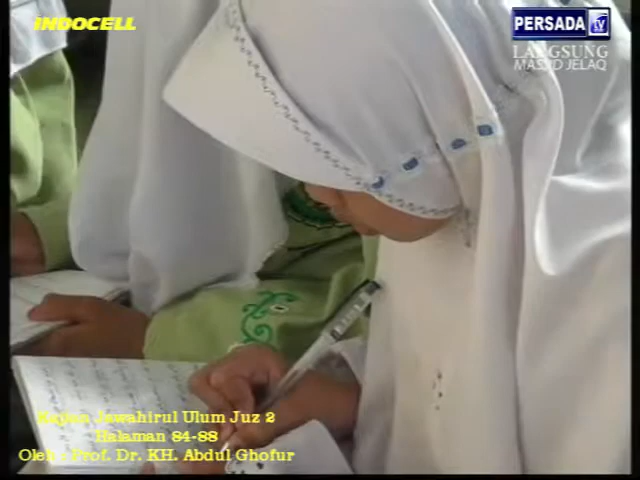 INDOCELL
PERSADA tv
LANGSUNG
MASJID JELAQ
Kajian Jawahirul Ulum Juz 2
Halaman 84-88
Oleh : Prof. Dr. KH. Abdul Ghofur